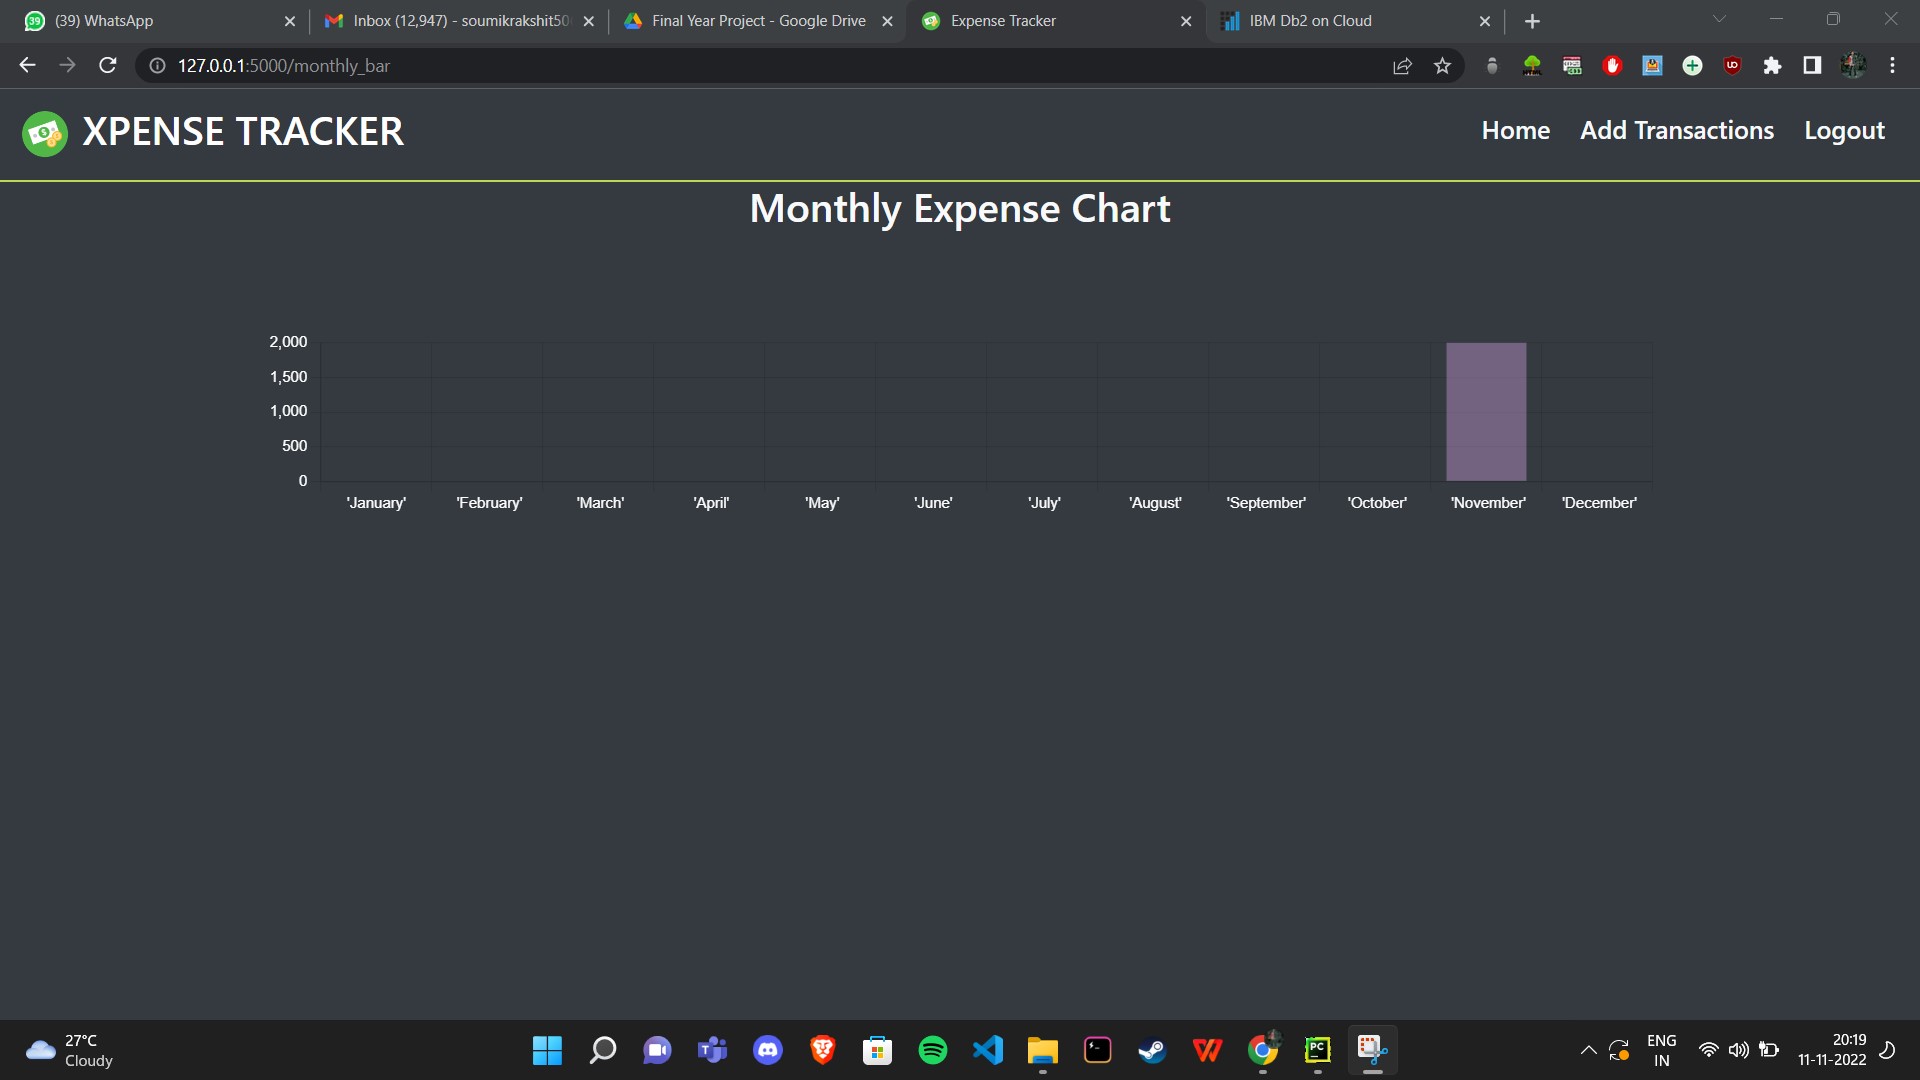 (39) WhatsApp
Inbox (12,947) - soumikrakshit50
Final Year Project - Google Drive
Expense Tracker
IBM Db2 on Cloud
127.0.0.1:5000/monthly_bar
XPENSE TRACKER
Home
Add Transactions
Logout
Monthly Expense Chart
2,000
1,500
1,000
500
0
'January' 'February' 'March' 'April' 'May' 'June' 'July' 'August' 'September' 'October' 'November' 'December'
27°C
Cloudy
ENG
IN
20:19
11-11-2022